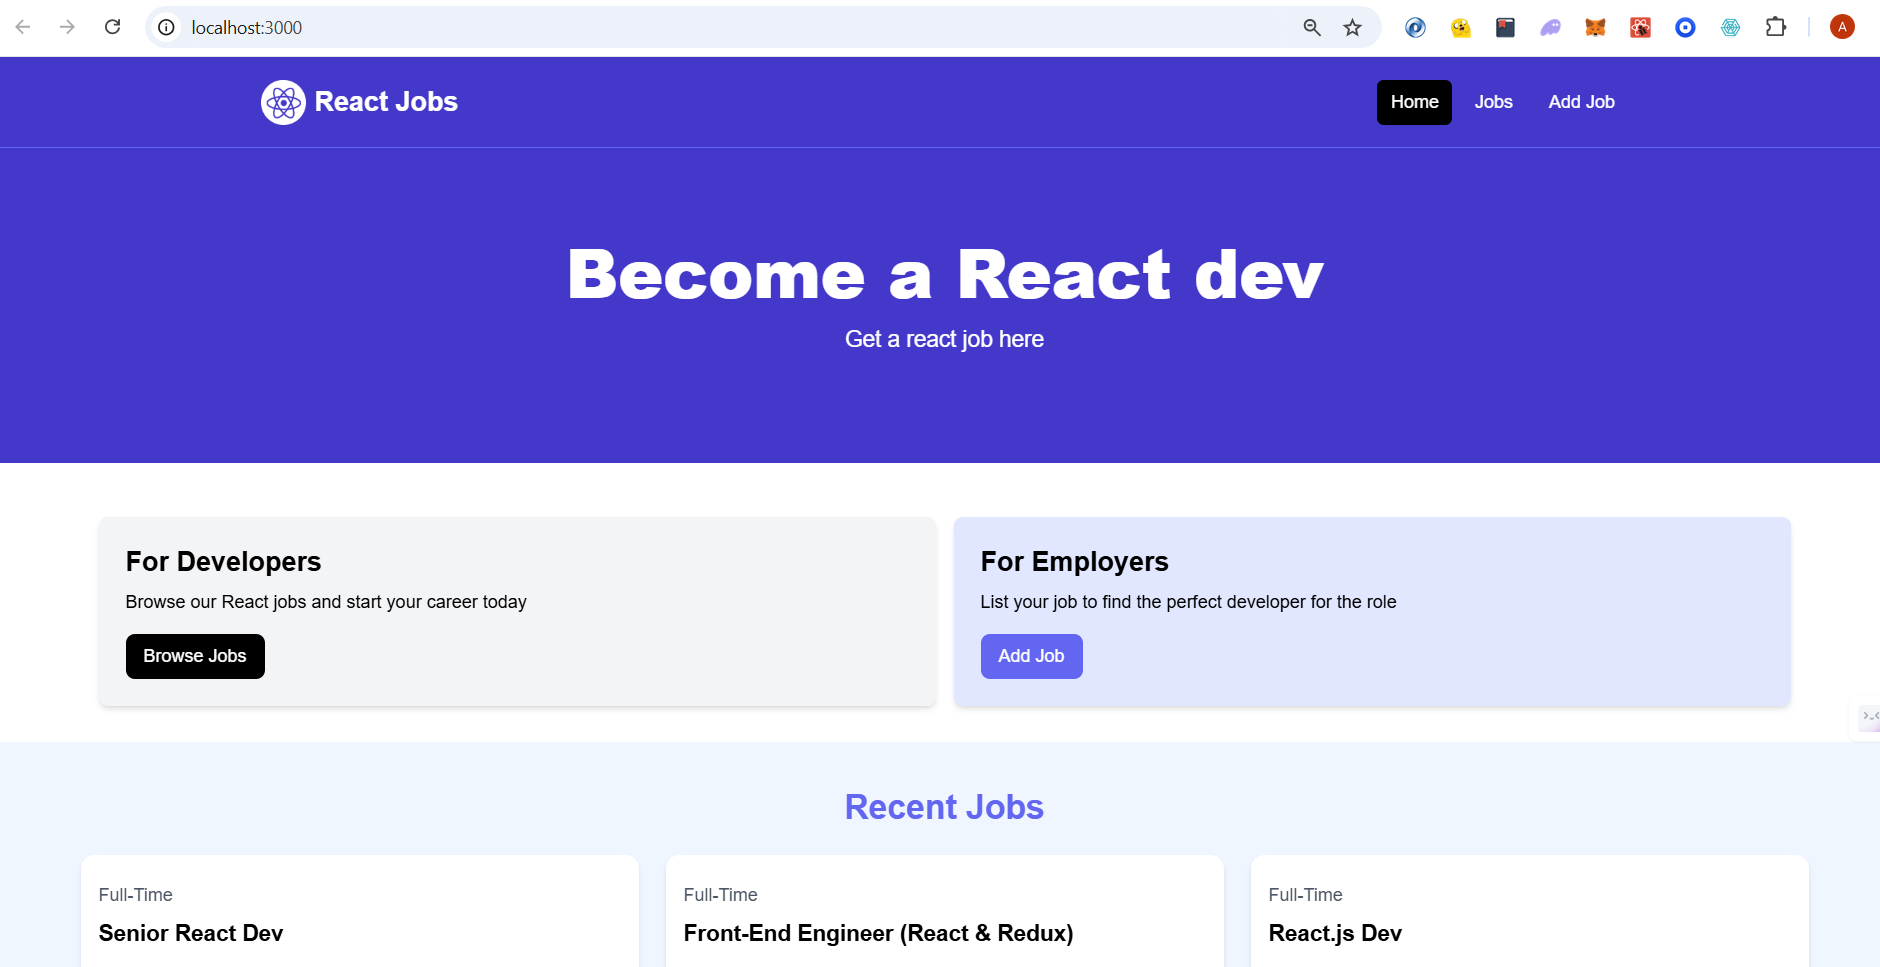 localhost:3000
A
React Jobs
Home Jobs Add Job
Become a React dev
Get a react job here
For Developers
Browse our React jobs and start your career today
Browse Jobs
For Employers
List your job to find the perfect developer for the role
Add Job
Recent Jobs
Full-Time
Senior React Dev
Full-Time
Front-End Engineer (React & Redux)
Full-Time
React.js Dev